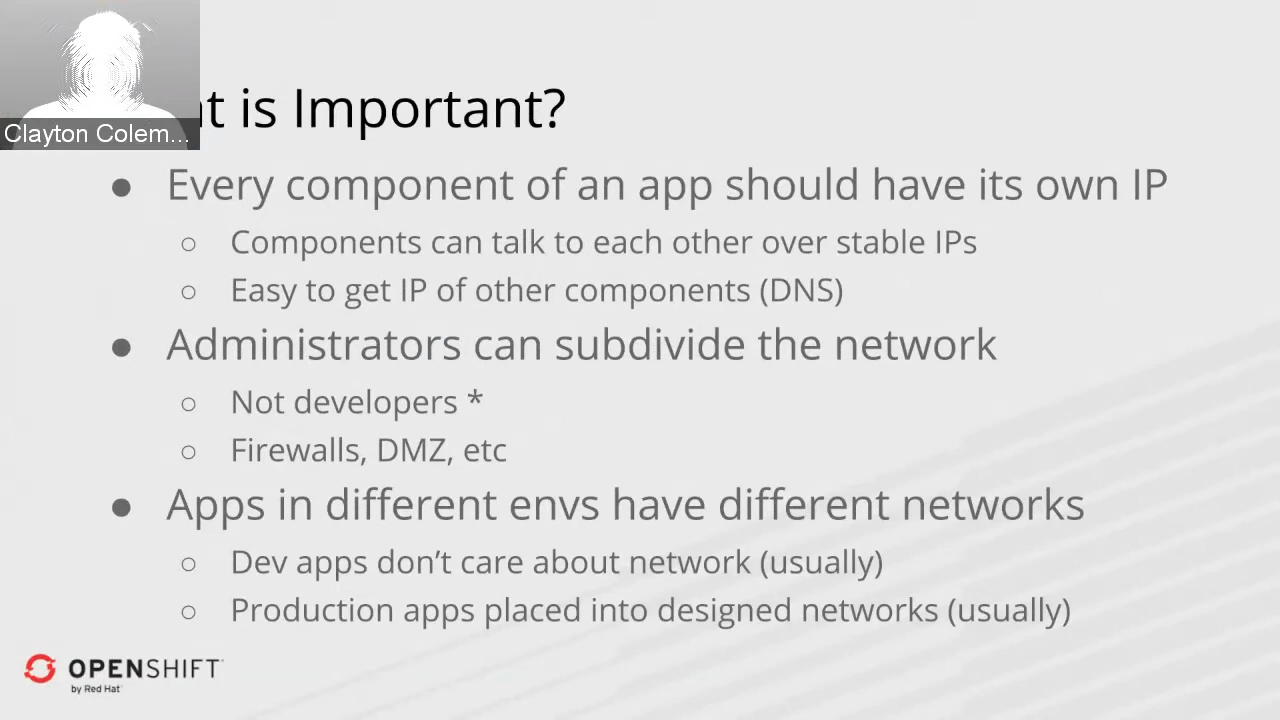 Clayton Colem...
is Important?
● Every component of an app should have its own IP
○ Components can talk to each other over stable IPs
○ Easy to get IP of other components (DNS)
● Administrators can subdivide the network
○ Not developers *
○ Firewalls, DMZ, etc
● Apps in different envs have different networks
○ Dev apps don’t care about network (usually)
○ Production apps placed into designed networks (usually)
OPENSHIFT
by Red Hat